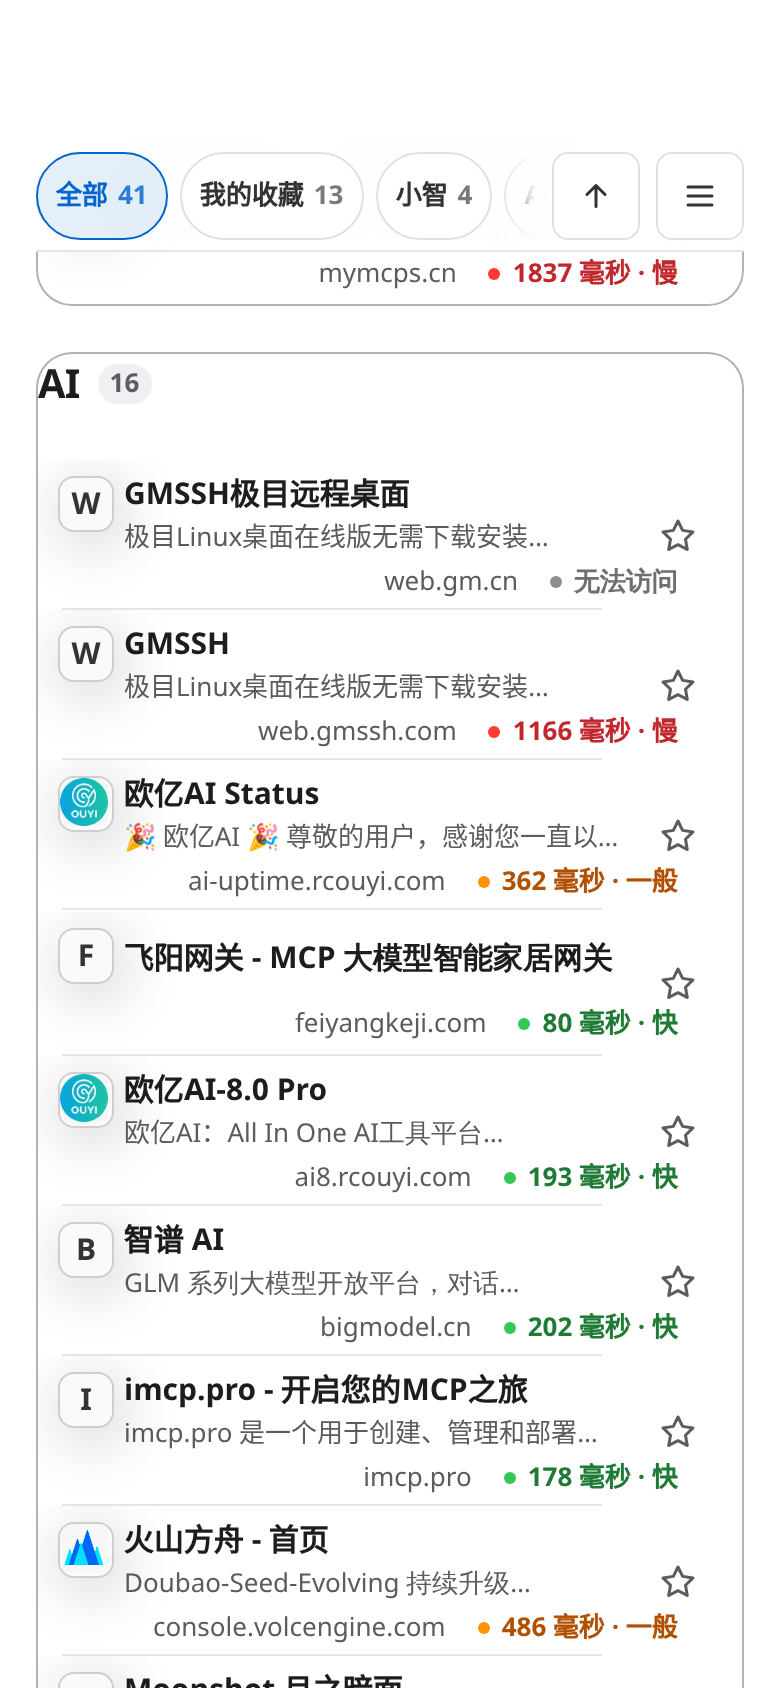 全部 41 我的收藏 13 小智 4
mymcps.cn 1837 毫秒 · 慢
AI 16
W GMSSH极目远程桌面
极目Linux桌面在线版无需下载安装...
web.gm.cn 无法访问
W GMSSH
极目Linux桌面在线版无需下载安装...
web.gmssh.com 1166 毫秒 · 慢
OUYI 欧亿AI Status
🎉 欧亿AI 🎉 尊敬的用户，感谢您一直以...
ai-uptime.rcouyi.com 362 毫秒 · 一般
F 飞阳网关 - MCP 大模型智能家居网关
feiyangkeji.com 80 毫秒 · 快
OUYI 欧亿AI-8.0 Pro
欧亿AI：All In One AI工具平台...
ai8.rcouyi.com 193 毫秒 · 快
B 智谱 AI
GLM 系列大模型开放平台，对话...
bigmodel.cn 202 毫秒 · 快
I imcp.pro - 开启您的MCP之旅
imcp.pro 是一个用于创建、管理和部署...
imcp.pro 178 毫秒 · 快
火山方舟 - 首页
Doubao-Seed-Evolving 持续升级...
console.volcengine.com 486 毫秒 · 一般
Moonshot 月之暗面